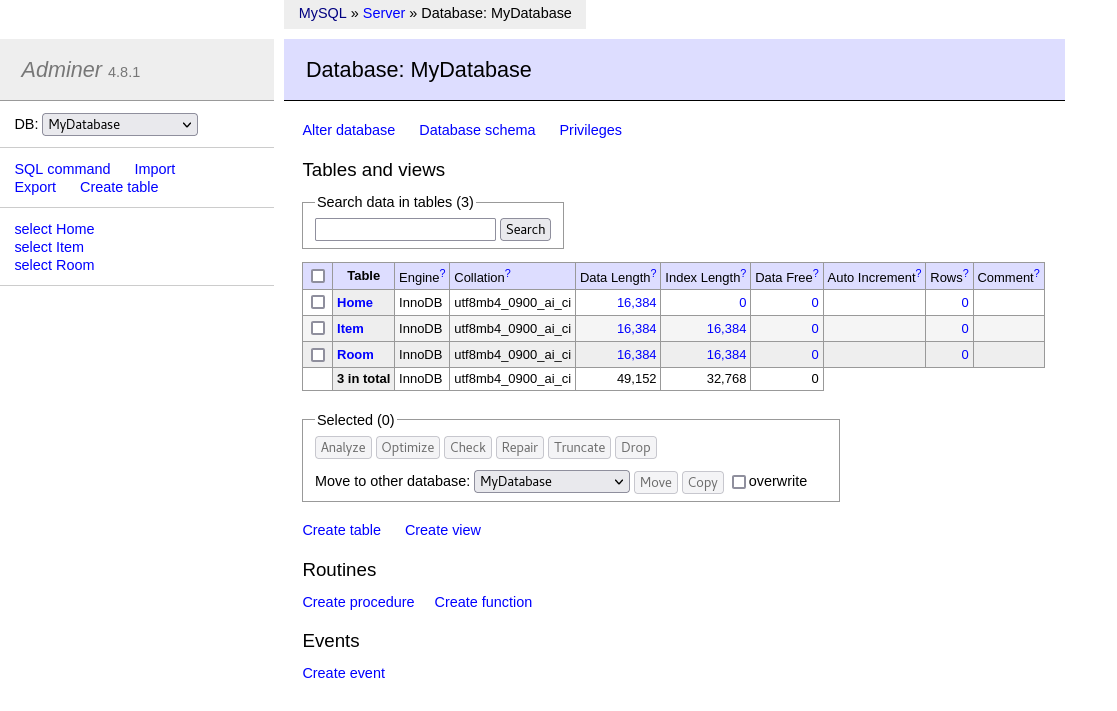 MySQL » Server » Database: MyDatabase
Adminer 4.8.1
DB: MyDatabase
SQL command Import
Export Create table
select Home
select Item
select Room
Database: MyDatabase
Alter database Database schema Privileges
Tables and views
Search data in tables (3)
Search
Table Engine? Collation? Data Length? Index Length? Data Free? Auto Increment? Rows? Comment?
Home InnoDB utf8mb4_0900_ai_ci 16,384 0 0 0
Item InnoDB utf8mb4_0900_ai_ci 16,384 16,384 0 0
Room InnoDB utf8mb4_0900_ai_ci 16,384 16,384 0 0
3 in total InnoDB utf8mb4_0900_ai_ci 49,152 32,768 0
Selected (0)
Analyze Optimize Check Repair Truncate Drop
Move to other database: MyDatabase Move Copy overwrite
Create table Create view
Routines
Create procedure Create function
Events
Create event